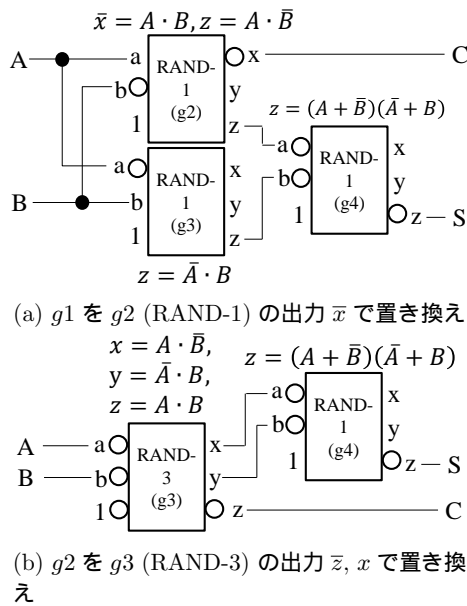 x̄ = A · B, z = A · B̄
A
a
RAND-
1
(g2)
x
C
b
y
1
z
z = (A + B̄)(Ā + B)
a
RAND-
1
(g3)
x
B
b
y
1
z
z = Ā · B
a
RAND-
1
(g4)
x
b
y
1
z
S
(a) g1 を g2 (RAND-1) の出力 x̄ で置き換え
x = A · B̄,
y = Ā · B,
z = A · B
z = (A + B̄)(Ā + B)
A
a
RAND-
3
(g3)
x
B
b
y
1
z
C
a
RAND-
1
(g4)
x
b
y
1
z
S
(b) g2 を g3 (RAND-3) の出力 z̄, x で置き換
え